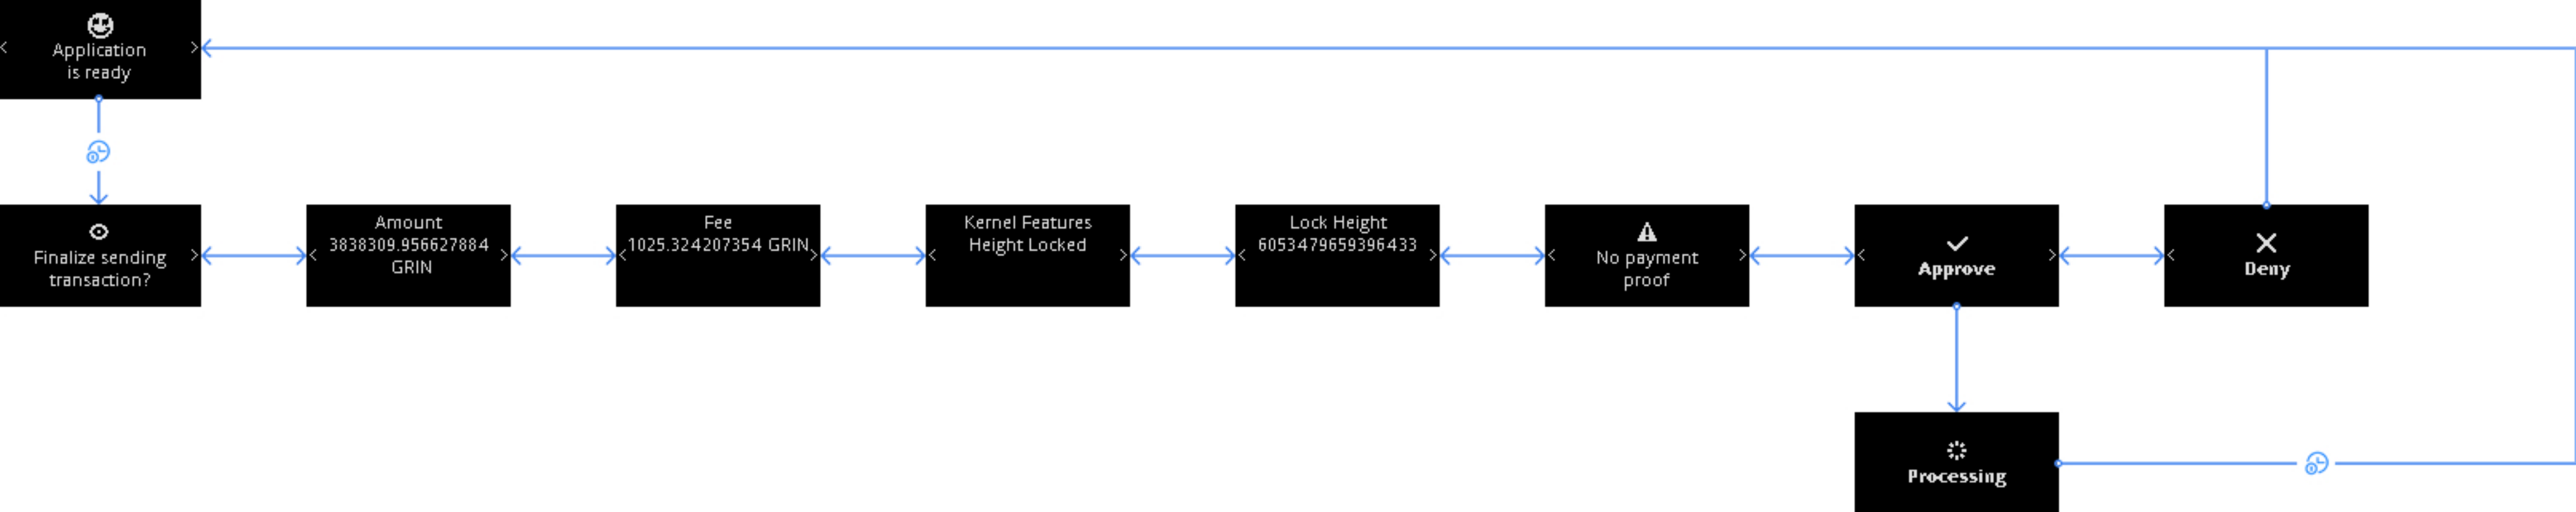 Application
is ready
Finalize sending
transaction?
Amount
3838309.956627884
GRIN
Fee
1025.324207354 GRIN
Kernel Features
Height Locked
Lock Height
6053479659396433
No payment
proof
Approve
Deny
Processing